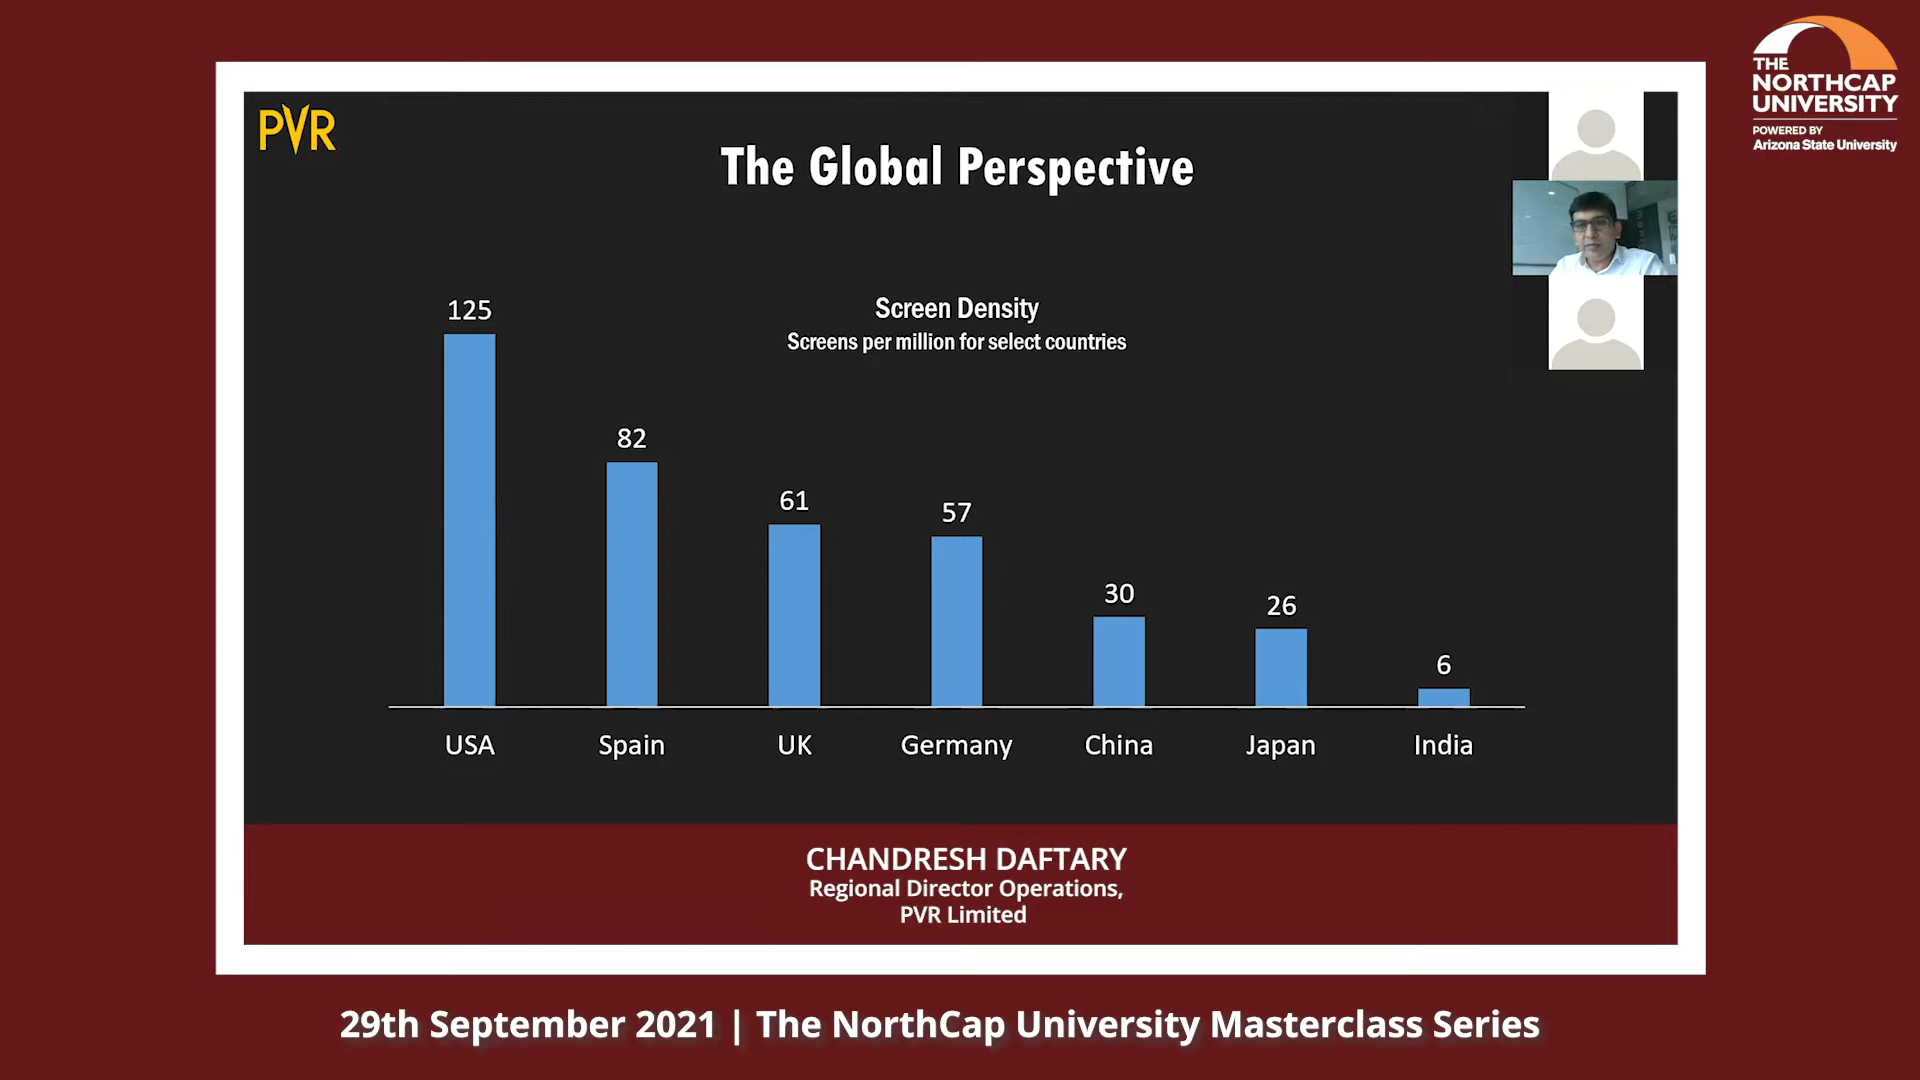 PVR
The Global Perspective
THE
NORTHCAP
UNIVERSITY
POWERED BY
Arizona State University
Screen Density
Screens per million for select countries
125
82
61
57
30
26
6
USA
Spain
UK
Germany
China
Japan
India
CHANDRESH DAFTARY
Regional Director Operations,
PVR Limited
29th September 2021 | The NorthCap University Masterclass Series